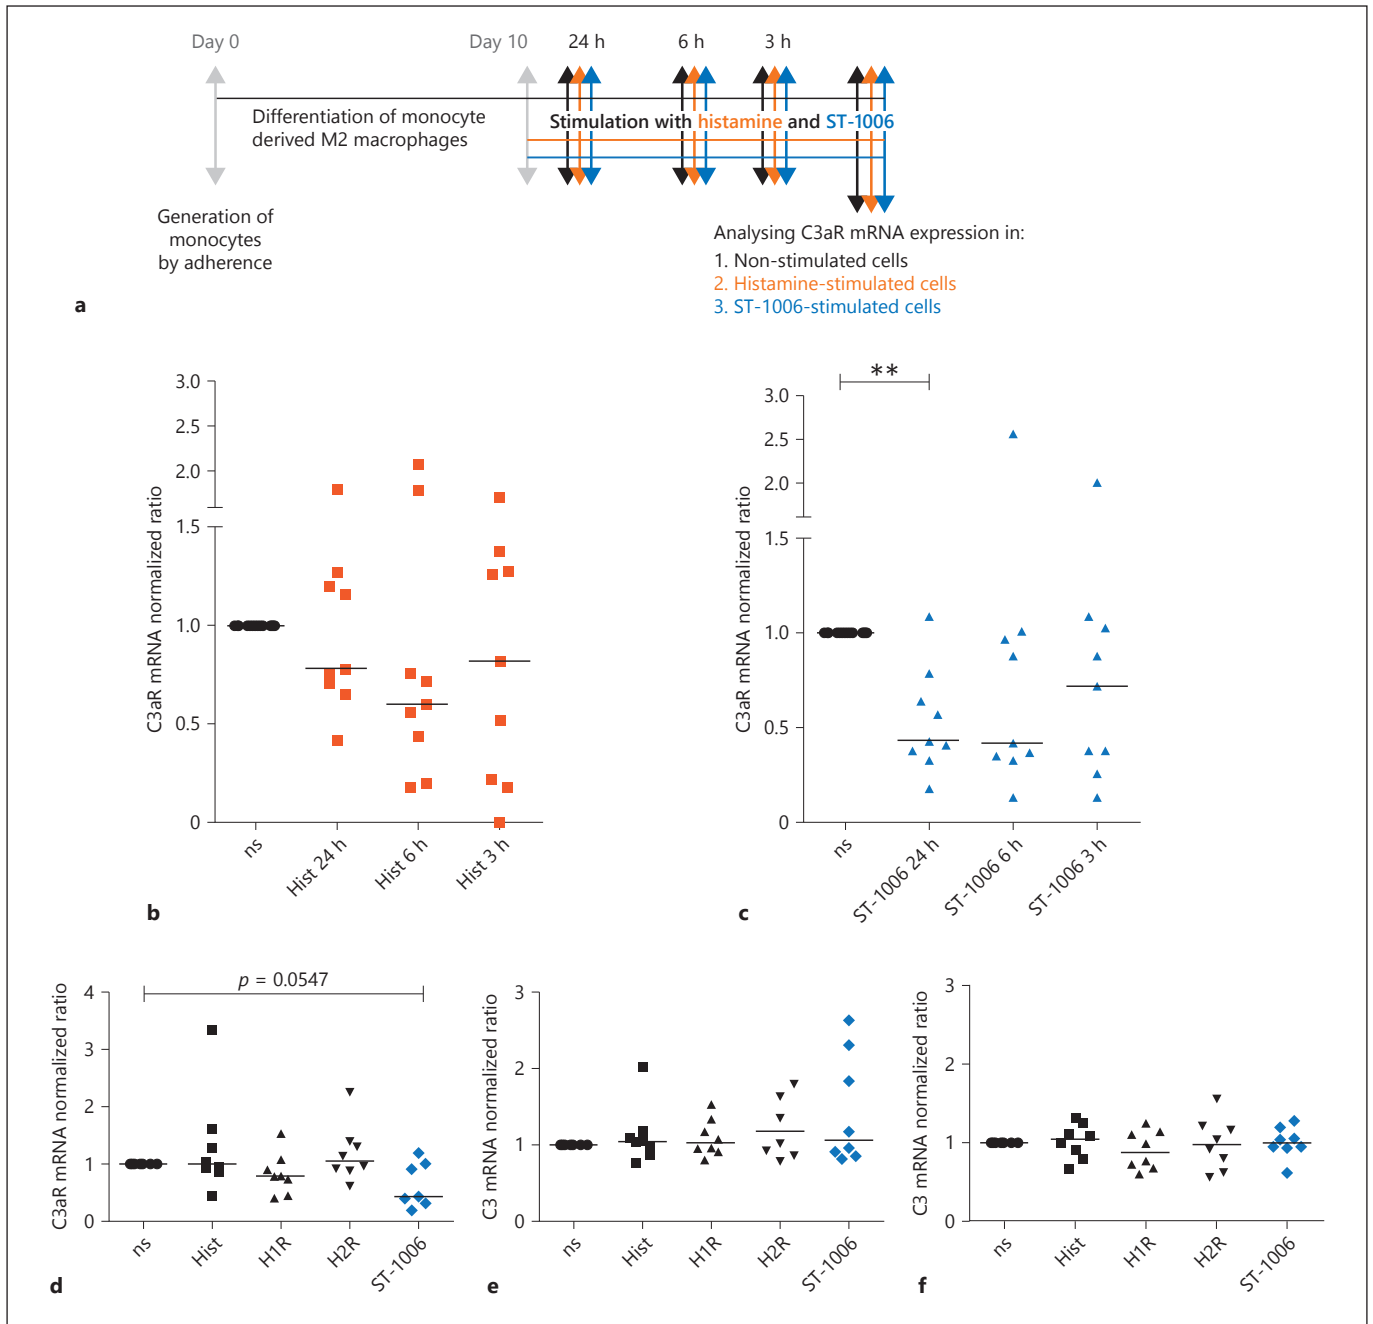 Day 0
Day 10
24 h
6 h
3 h
Differentiation of monocyte
derived M2 macrophages
Stimulation with histamine and ST-1006
Generation of
monocytes
by adherence
Analysing C3aR mRNA expression in:
1. Non-stimulated cells
2. Histamine-stimulated cells
3. ST-1006-stimulated cells
a
C3aR mRNA normalized ratio
3.0
2.5
2.0
1.5
1.0
0.5
0
ns
Hist 24 h
Hist 6 h
Hist 3 h
b
C3aR mRNA normalized ratio
**
3.0
2.5
2.0
1.5
1.0
0.5
0
ns
ST-1006 24 h
ST-1006 6 h
ST-1006 3 h
c
C3aR mRNA normalized ratio
p = 0.0547
4
3
2
1
0
ns
Hist
H1R
H2R
ST-1006
d
C3 mRNA normalized ratio
3
2
1
0
ns
Hist
H1R
H2R
ST-1006
e
C3 mRNA normalized ratio
3
2
1
0
ns
Hist
H1R
H2R
ST-1006
f